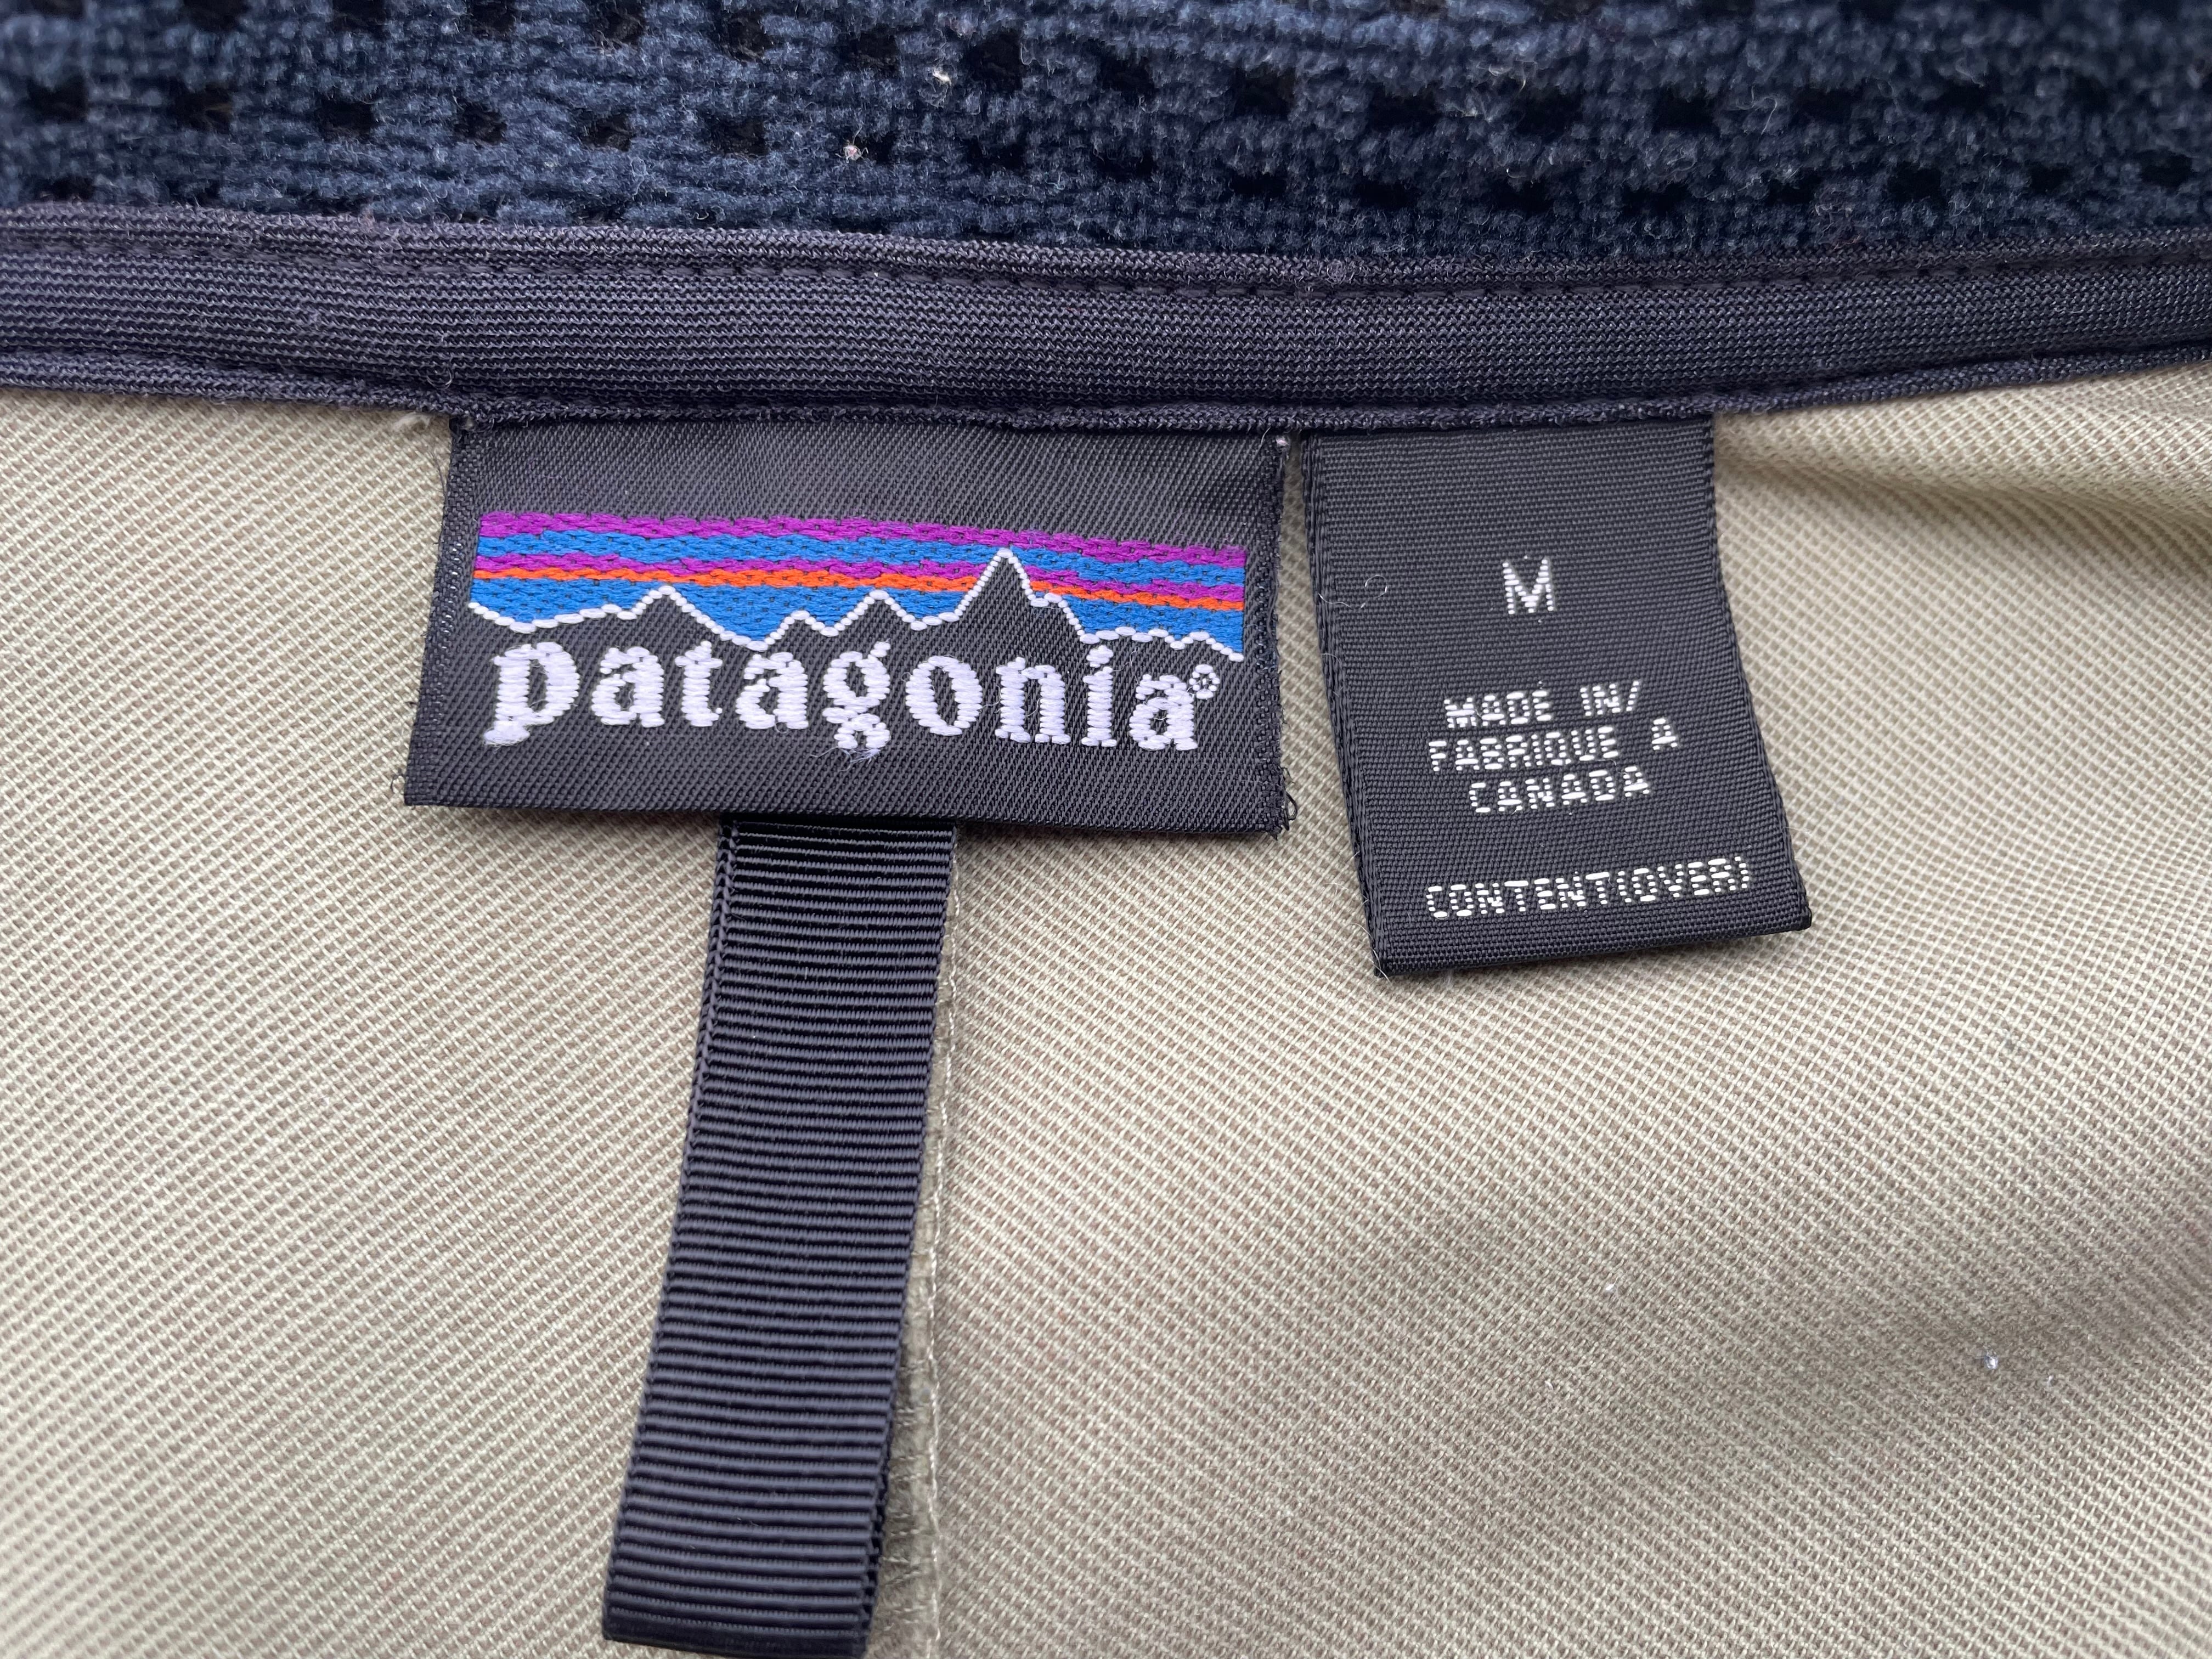 patagonia®
M
MADE IN/
FABRIQUE A
CANADA
CONTENT(OVER)